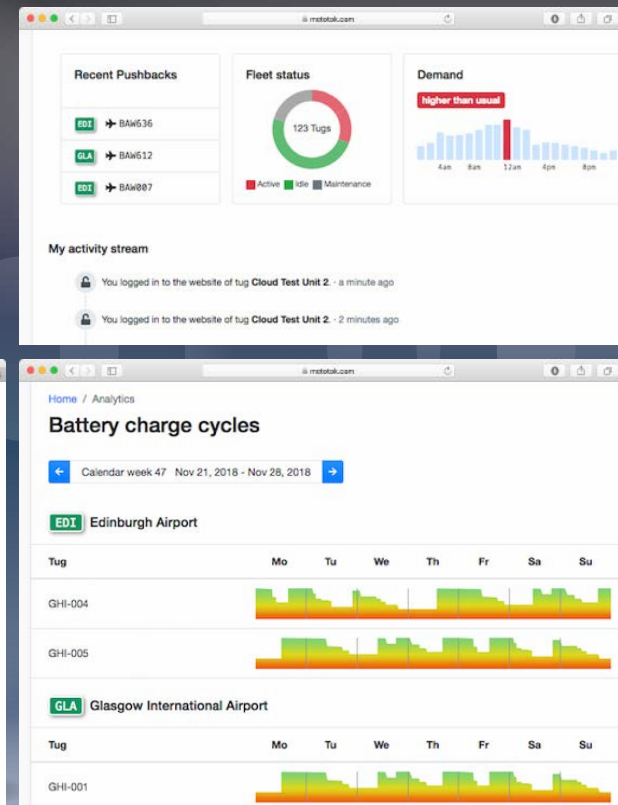 mototok.com
Recent Pushbacks
EDI BAW636
GLA BAW612
EDI BAW007
Fleet status
123 Tugs
Active Idle Maintenance
Demand
higher than usual
4am 8am 12am 4pm 8pm
My activity stream
You logged in to the website of tug Cloud Test Unit 2. · a minute ago
You logged in to the website of tug Cloud Test Unit 2. · 2 minutes ago
mototok.com
Home / Analytics
Battery charge cycles
← Calendar week 47 Nov 21, 2018 - Nov 28, 2018 →
EDI Edinburgh Airport
Tug Mo Tu We Th Fr Sa Su
GHI-004
GHI-005
GLA Glasgow International Airport
Tug Mo Tu We Th Fr Sa Su
GHI-001